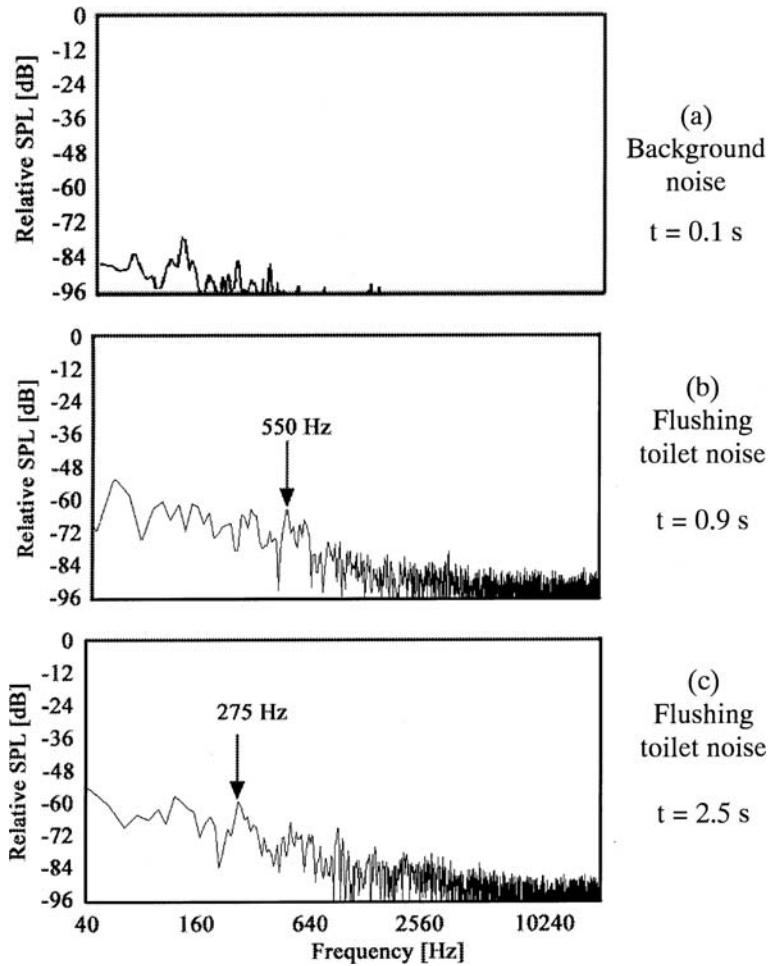 0
-12
-24
-36
-48
-60
-72
-84
-96
Relative SPL [dB]
(a)
Background
noise
t = 0.1 s
0
-12
-24
-36
-48
-60
-72
-84
-96
Relative SPL [dB]
550 Hz
(b)
Flushing
toilet noise
t = 0.9 s
0
-12
-24
-36
-48
-60
-72
-84
-96
Relative SPL [dB]
275 Hz
(c)
Flushing
toilet noise
t = 2.5 s
40 160 640 2560 10240
Frequency [Hz]